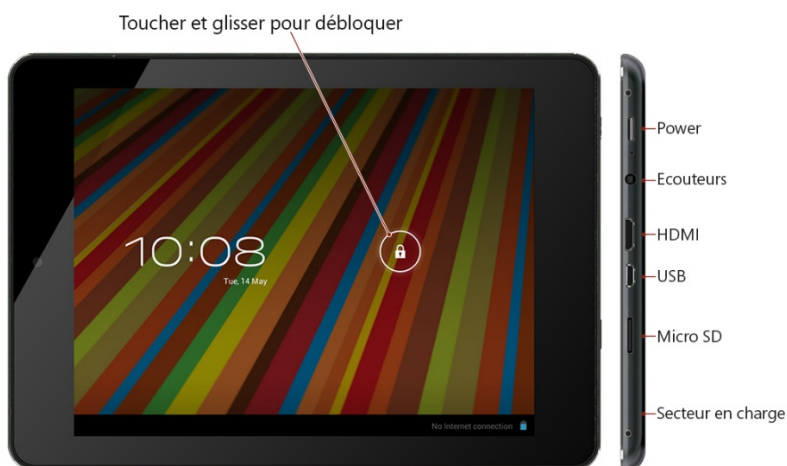 Toucher et glisser pour débloquer
10:08
Tue, 14 May
No Internet connection
Power
Ecouteurs
HDMI
USB
Micro SD
Secteur en charge